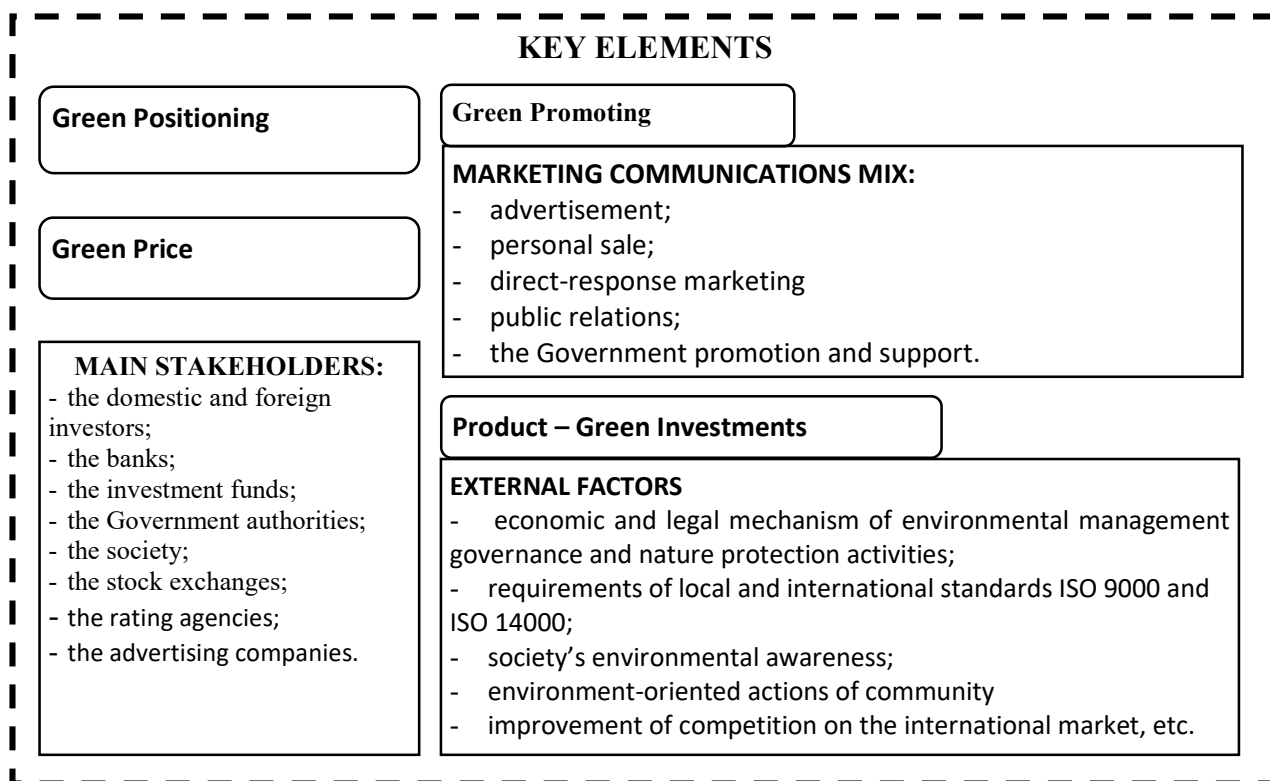 KEY ELEMENTS
Green Positioning
Green Price
MAIN STAKEHOLDERS:
- the domestic and foreign
investors;
- the banks;
- the investment funds;
- the Government authorities;
- the society;
- the stock exchanges;
- the rating agencies;
- the advertising companies.
Green Promoting
MARKETING COMMUNICATIONS MIX:
- advertisement;
- personal sale;
- direct-response marketing
- public relations;
- the Government promotion and support.
Product – Green Investments
EXTERNAL FACTORS
- economic and legal mechanism of environmental management
governance and nature protection activities;
- requirements of local and international standards ISO 9000 and
ISO 14000;
- society’s environmental awareness;
- environment-oriented actions of community
- improvement of competition on the international market, etc.